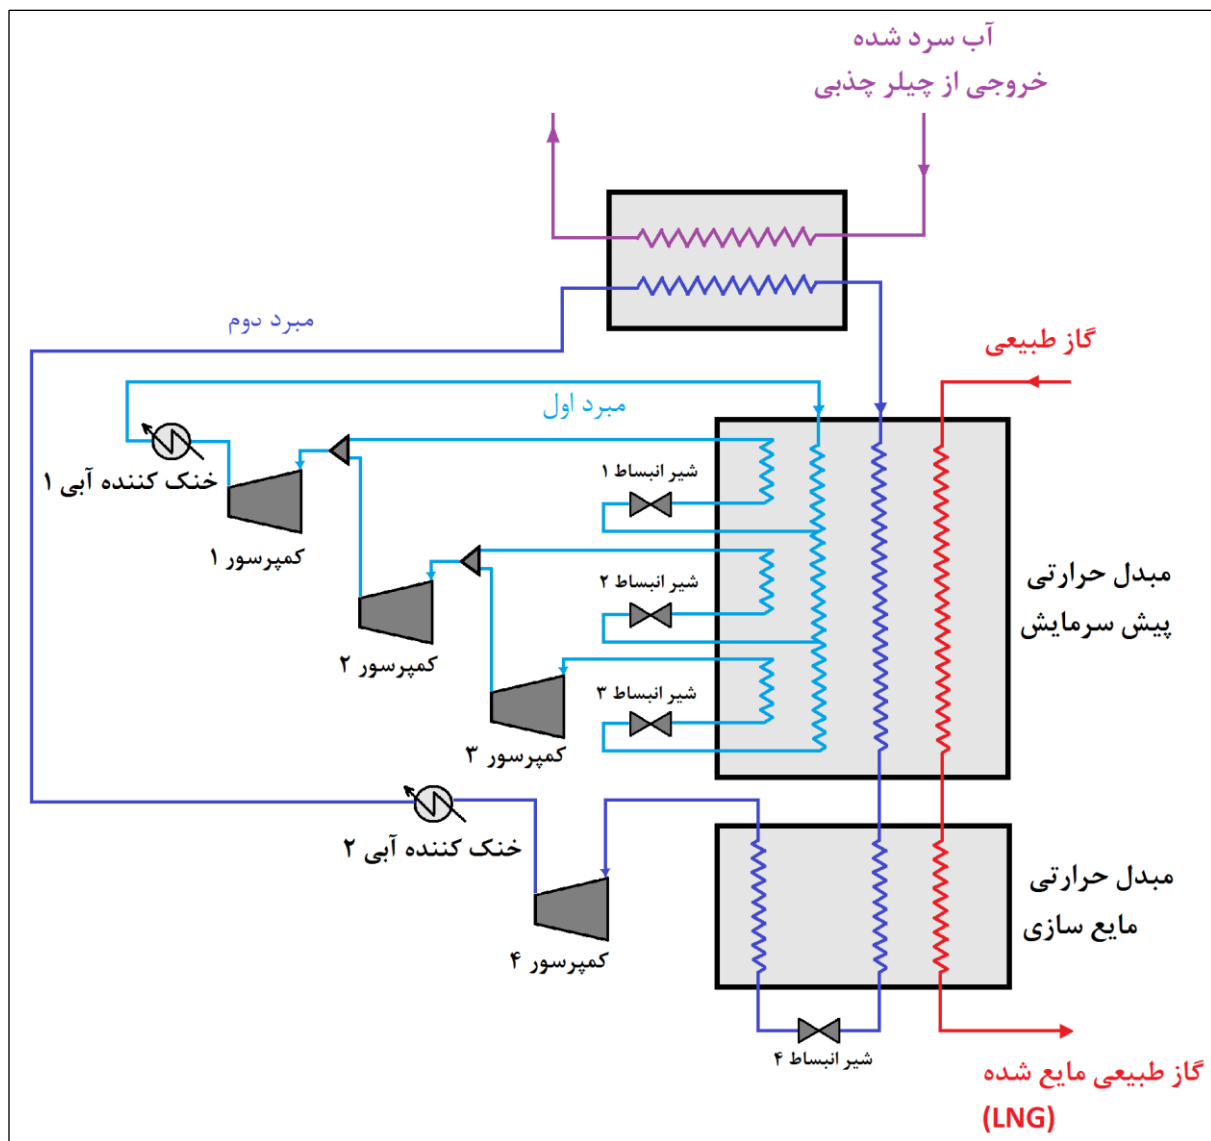 آب سرد شده
خروجی از چیلر چذبی
مبرد دوم
گاز طبیعی
مبرد اول
شیر انبساط ۱
خنک کننده آبی ۱
کمپرسور ۱
شیر انبساط ۲
مبدل حرارتی
پیش سرمایش
کمپرسور ۲
شیر انبساط ۳
کمپرسور ۳
خنک کننده آبی ۲
مبدل حرارتی
مایع سازی
کمپرسور ۴
شیر انبساط ۴
گاز طبیعی مایع شده
(LNG)